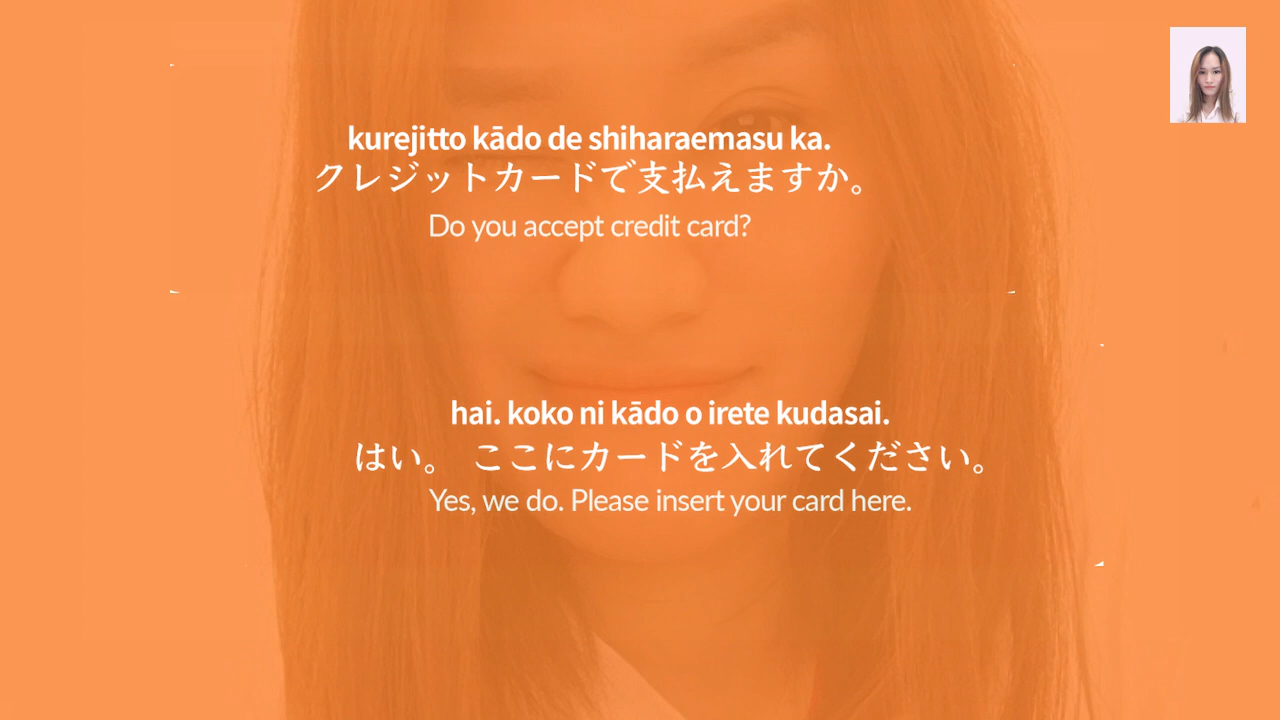 kurejitto kādo de shiharaemasu ka.
クレジットカードで支払えますか。
Do you accept credit card?
hai. koko ni kādo o irete kudasai.
はい。 ここにカードを入れてください。
Yes, we do. Please insert your card here.